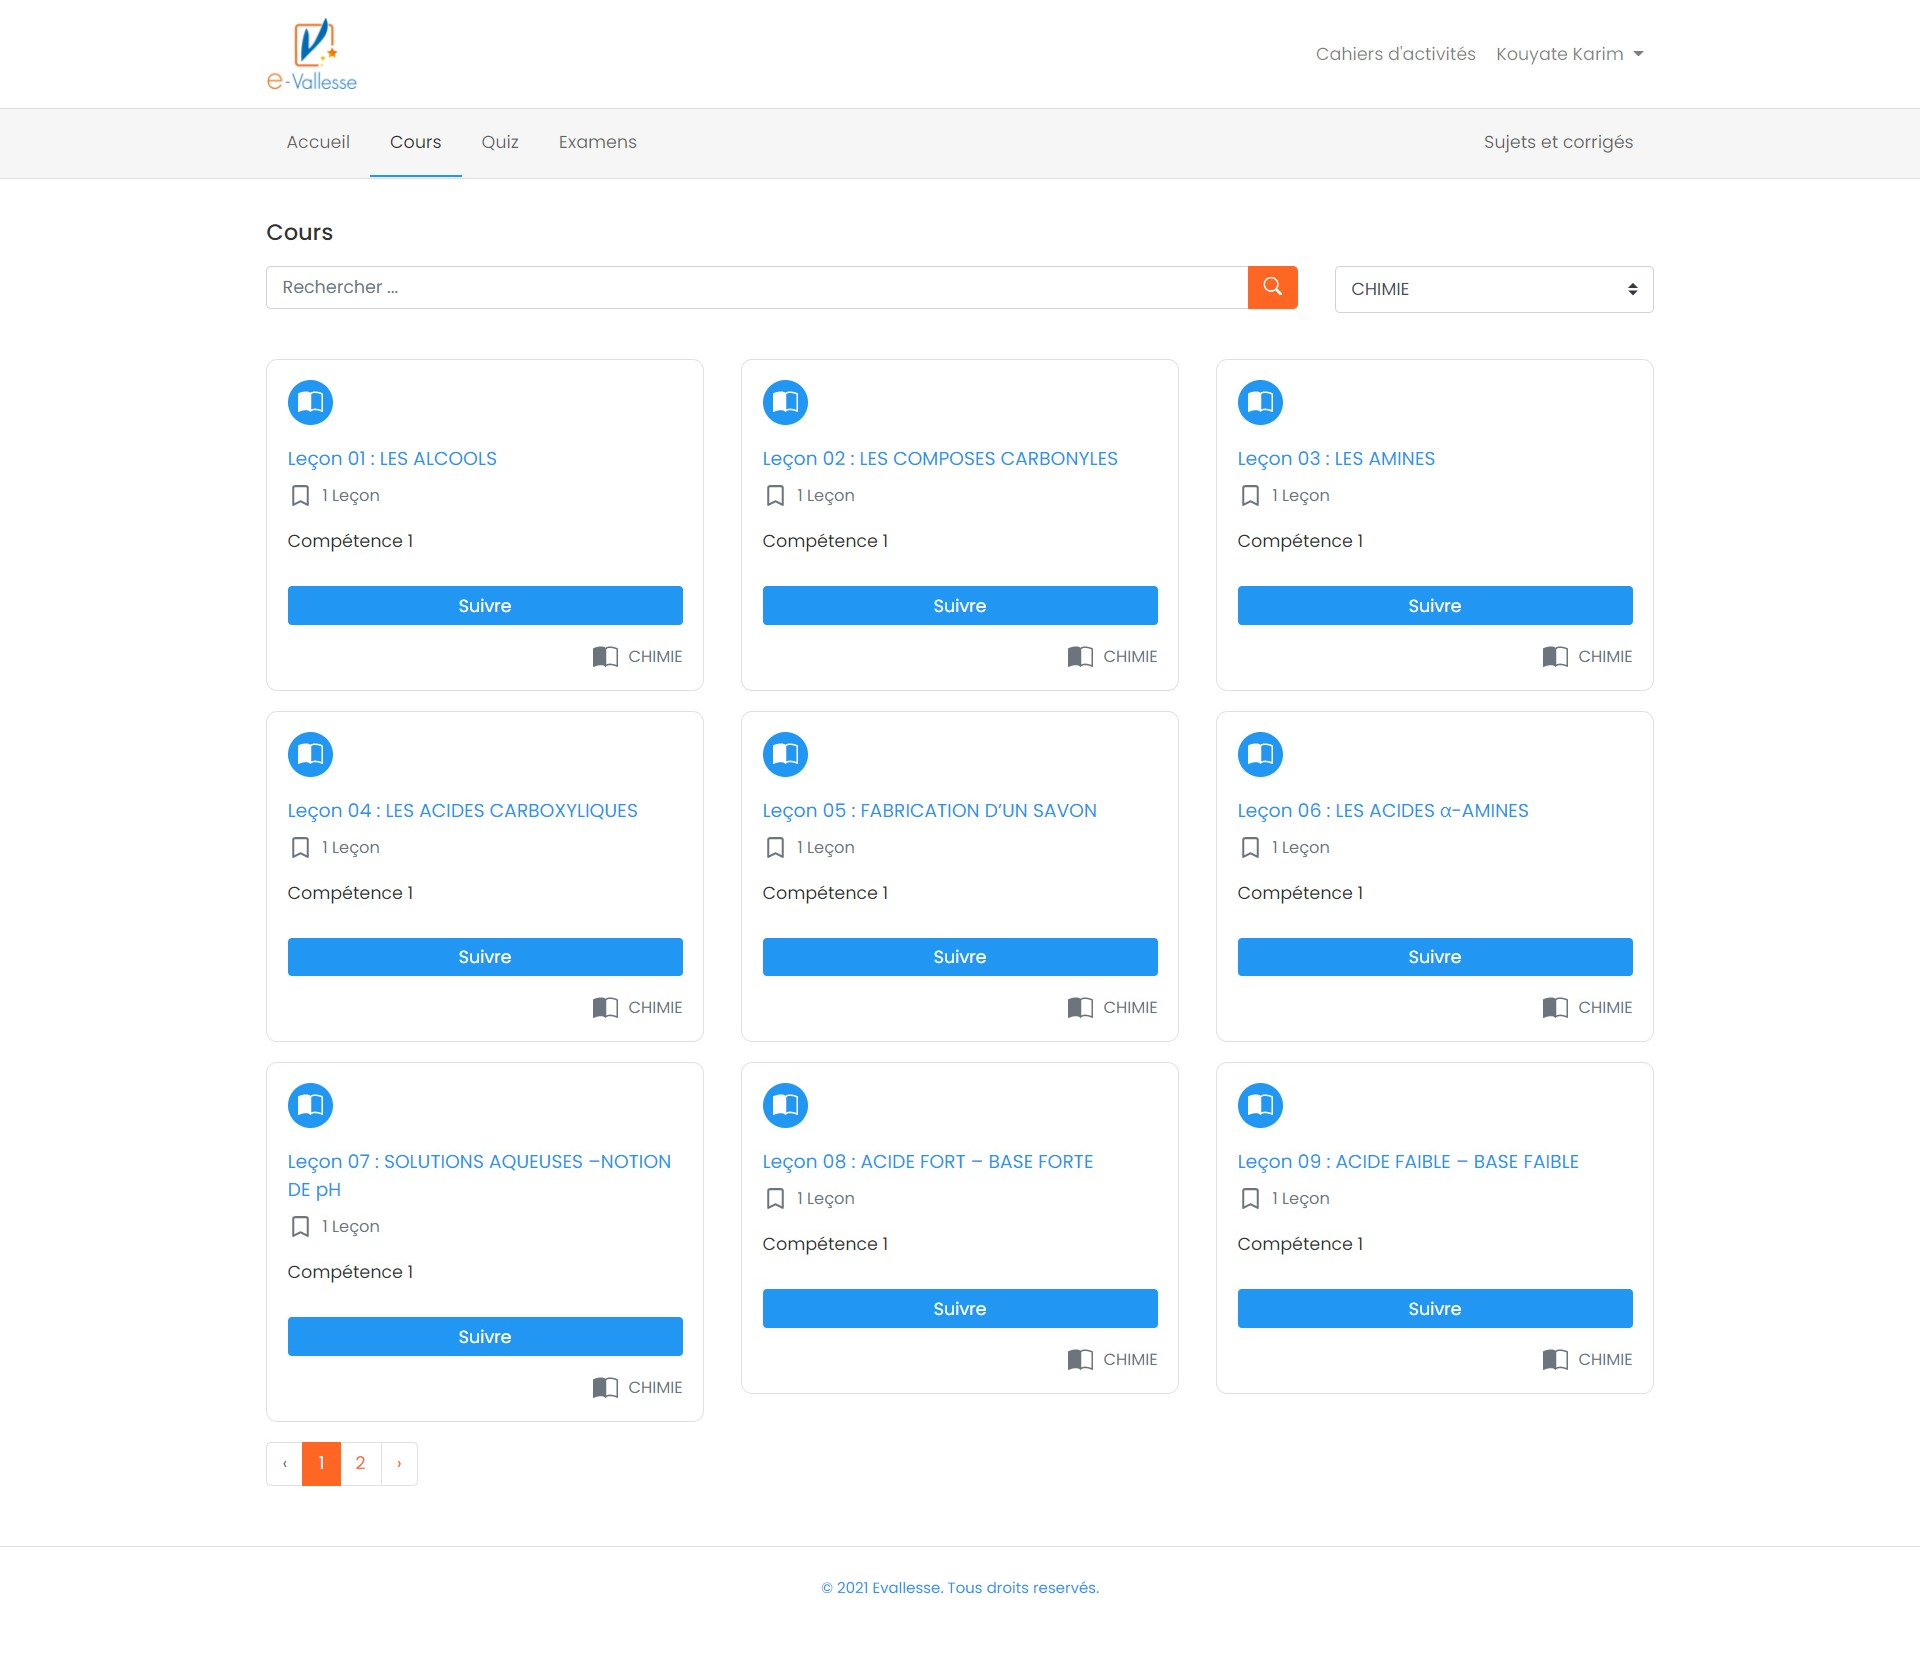 e-Vallesse
Cahiers d'activités
Kouyate Karim
Accueil
Cours
Quiz
Examens
Sujets et corrigés
Cours
Rechercher ...
CHIMIE
Leçon 01 : LES ALCOOLS
1 Leçon
Compétence 1
Suivre
CHIMIE
Leçon 02 : LES COMPOSES CARBONYLES
1 Leçon
Compétence 1
Suivre
CHIMIE
Leçon 03 : LES AMINES
1 Leçon
Compétence 1
Suivre
CHIMIE
Leçon 04 : LES ACIDES CARBOXYLIQUES
1 Leçon
Compétence 1
Suivre
CHIMIE
Leçon 05 : FABRICATION D’UN SAVON
1 Leçon
Compétence 1
Suivre
CHIMIE
Leçon 06 : LES ACIDES α-AMINES
1 Leçon
Compétence 1
Suivre
CHIMIE
Leçon 07 : SOLUTIONS AQUEUSES –NOTION
DE pH
1 Leçon
Compétence 1
Suivre
CHIMIE
Leçon 08 : ACIDE FORT – BASE FORTE
1 Leçon
Compétence 1
Suivre
CHIMIE
Leçon 09 : ACIDE FAIBLE – BASE FAIBLE
1 Leçon
Compétence 1
Suivre
CHIMIE
‹ 1 2 ›
© 2021 Evallesse. Tous droits reservés.